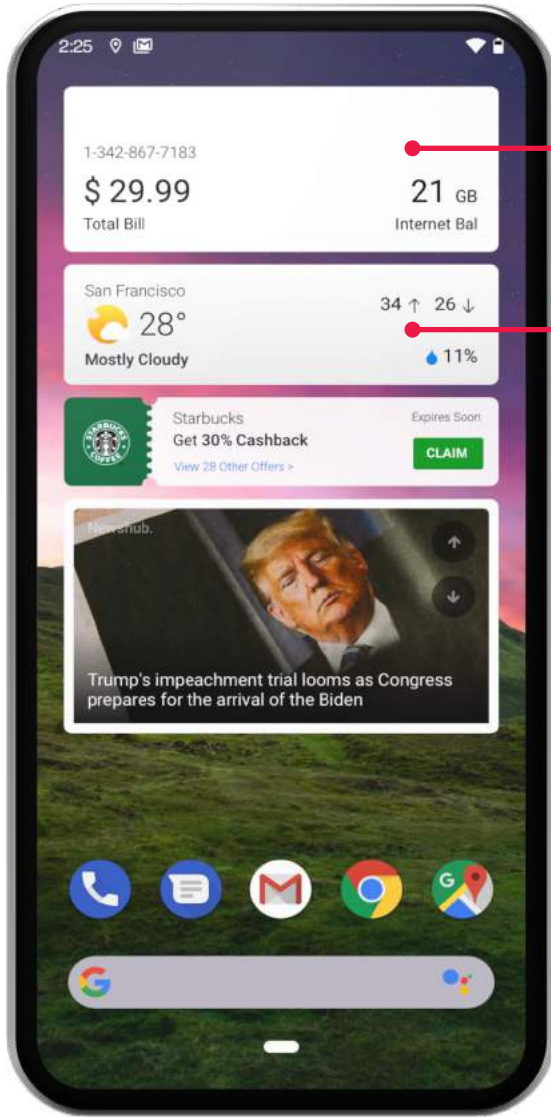 2:25
1-342-867-7183
$ 29.99
21 GB
Total Bill
Internet Bal
San Francisco
34 ↑ 26 ↓
28°
Mostly Cloudy
11%
STARBUCKS
COFFEE
Starbucks
Expires Soon
Get 30% Cashback
CLAIM
View 28 Other Offers >
Newshub.
Trump's impeachment trial looms as Congress
prepares for the arrival of the Biden